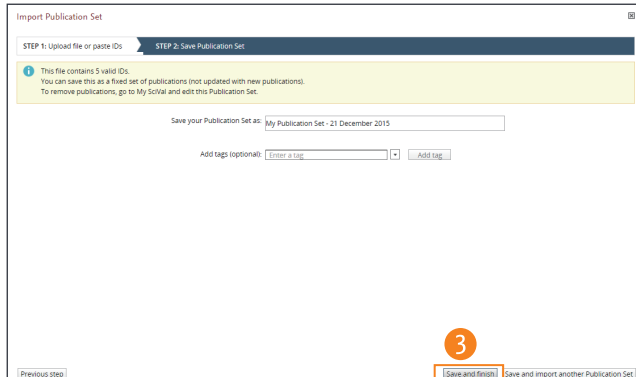 Import Publication Set
STEP 1: Upload file or paste IDs STEP 2: Save Publication Set
This file contains 5 valid IDs.
You can save this as a fixed set of publications (not updated with new publications).
To remove publications, go to My SciVal and edit this Publication Set.
Save your Publication Set as: My Publication Set - 21 December 2015
Add tags (optional): Enter a tag Add tag
3
Previous step Save and finish Save and import another Publication Set